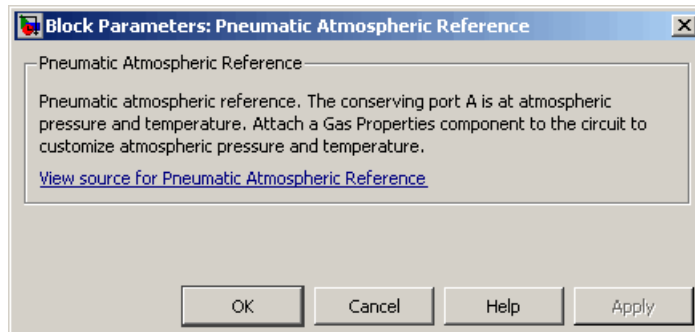 Block Parameters: Pneumatic Atmospheric Reference
Pneumatic Atmospheric Reference
Pneumatic atmospheric reference. The conserving port A is at atmospheric
pressure and temperature. Attach a Gas Properties component to the circuit to
customize atmospheric pressure and temperature.
View source for Pneumatic Atmospheric Reference
OK Cancel Help Apply